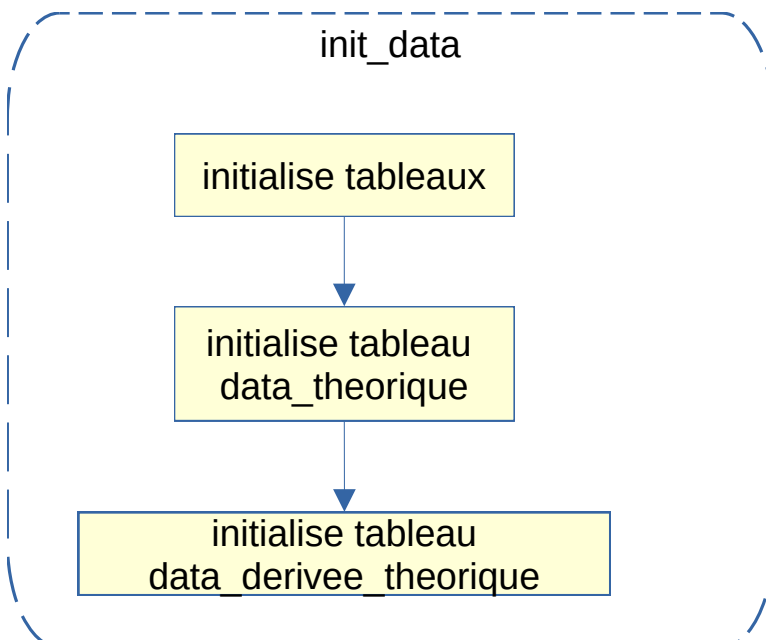 init_data
initialise tableaux
initialise tableau
data_theorique
initialise tableau
data_derivee_theorique